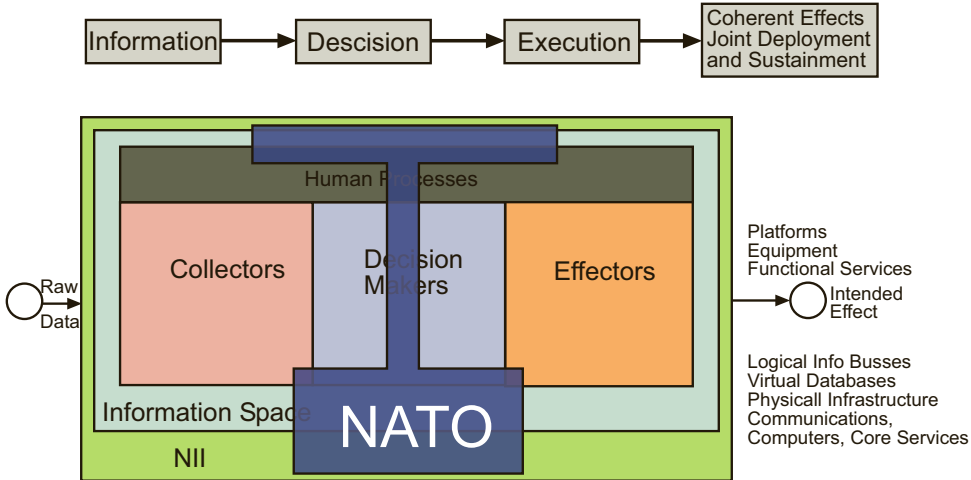 Information
Descision
Execution
Coherent Effects
Joint Deployment
and Sustainment
Human Processes
Collectors
Decision
Makers
Effectors
Raw
Data
Platforms
Equipment
Functional Services
Intended
Effect
Logical Info Busses
Virtual Databases
Physicall Infrastructure
Communications,
Computers, Core Services
Information Space
NATO
NII